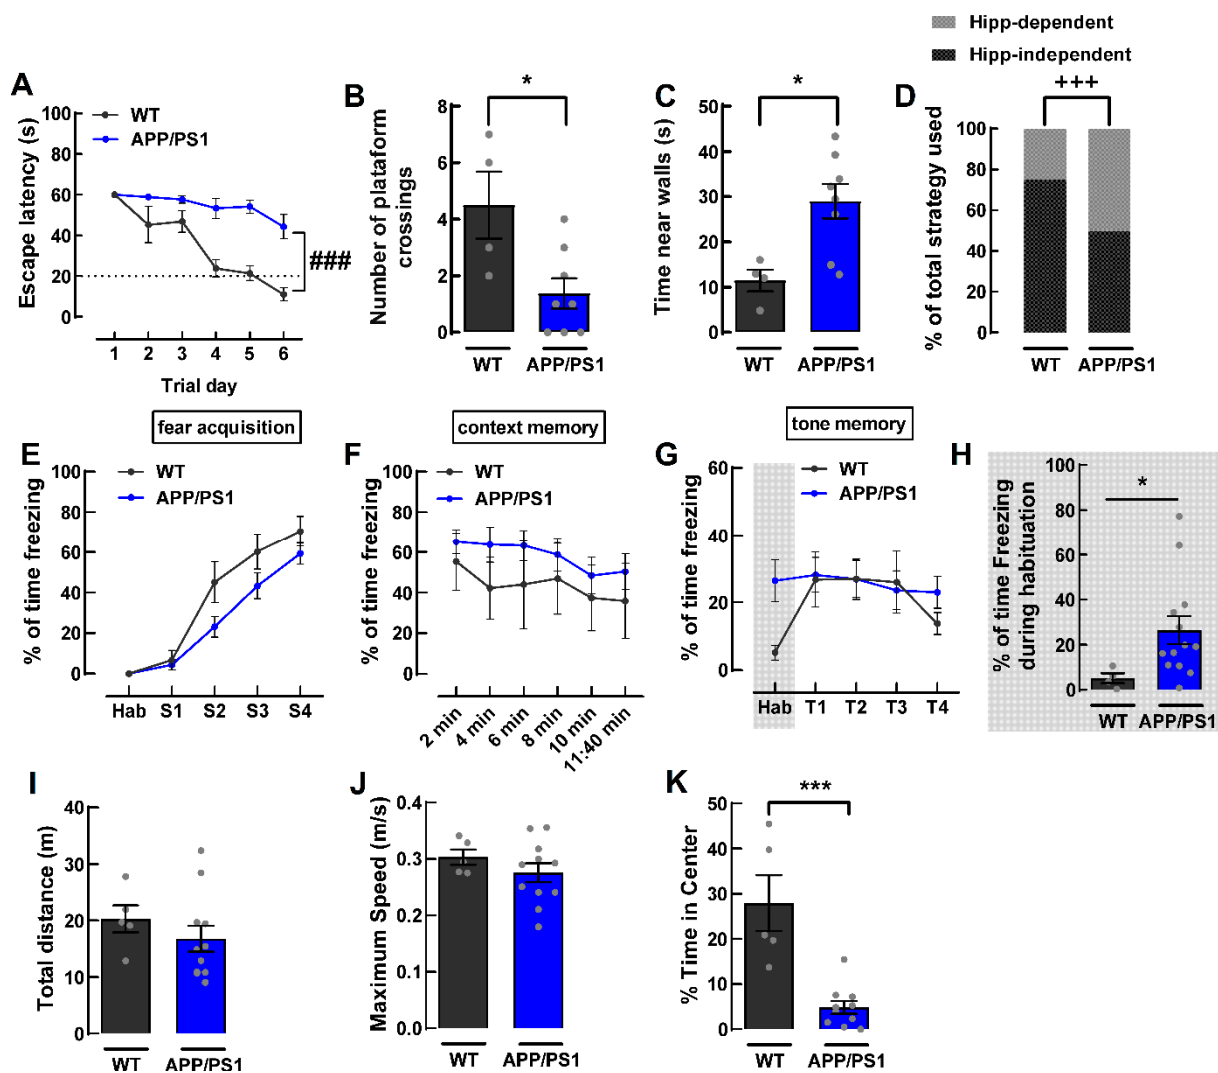 Hipp-dependent
Hipp-independent
A
WT
APP/PS1
Escape latency (s)
100
80
60
40
20
0
###
1 2 3 4 5 6
Trial day
B
*
Number of plataform
crossings
8
6
4
2
0
WT APP/PS1
C
*
Time near walls (s)
50
40
30
20
10
0
WT APP/PS1
D
+++
% of total strategy used
100
80
60
40
20
0
WT APP/PS1
fear acquisition
E
WT
APP/PS1
% of time freezing
100
80
60
40
20
0
Hab S1 S2 S3 S4
context memory
F
WT
APP/PS1
% of time freezing
100
80
60
40
20
0
2 min 4 min 6 min 8 min 10 min 11:40 min
tone memory
G
WT
APP/PS1
% of time freezing
60
40
20
0
Hab T1 T2 T3 T4
H
*
% of time Freezing
during habituation
100
80
60
40
20
0
WT APP/PS1
I
Total distance (m)
40
30
20
10
0
WT APP/PS1
J
Maximum Speed (m/s)
0.4
0.3
0.2
0.1
0.0
WT APP/PS1
K
***
% Time in Center
50
40
30
20
10
0
WT APP/PS1